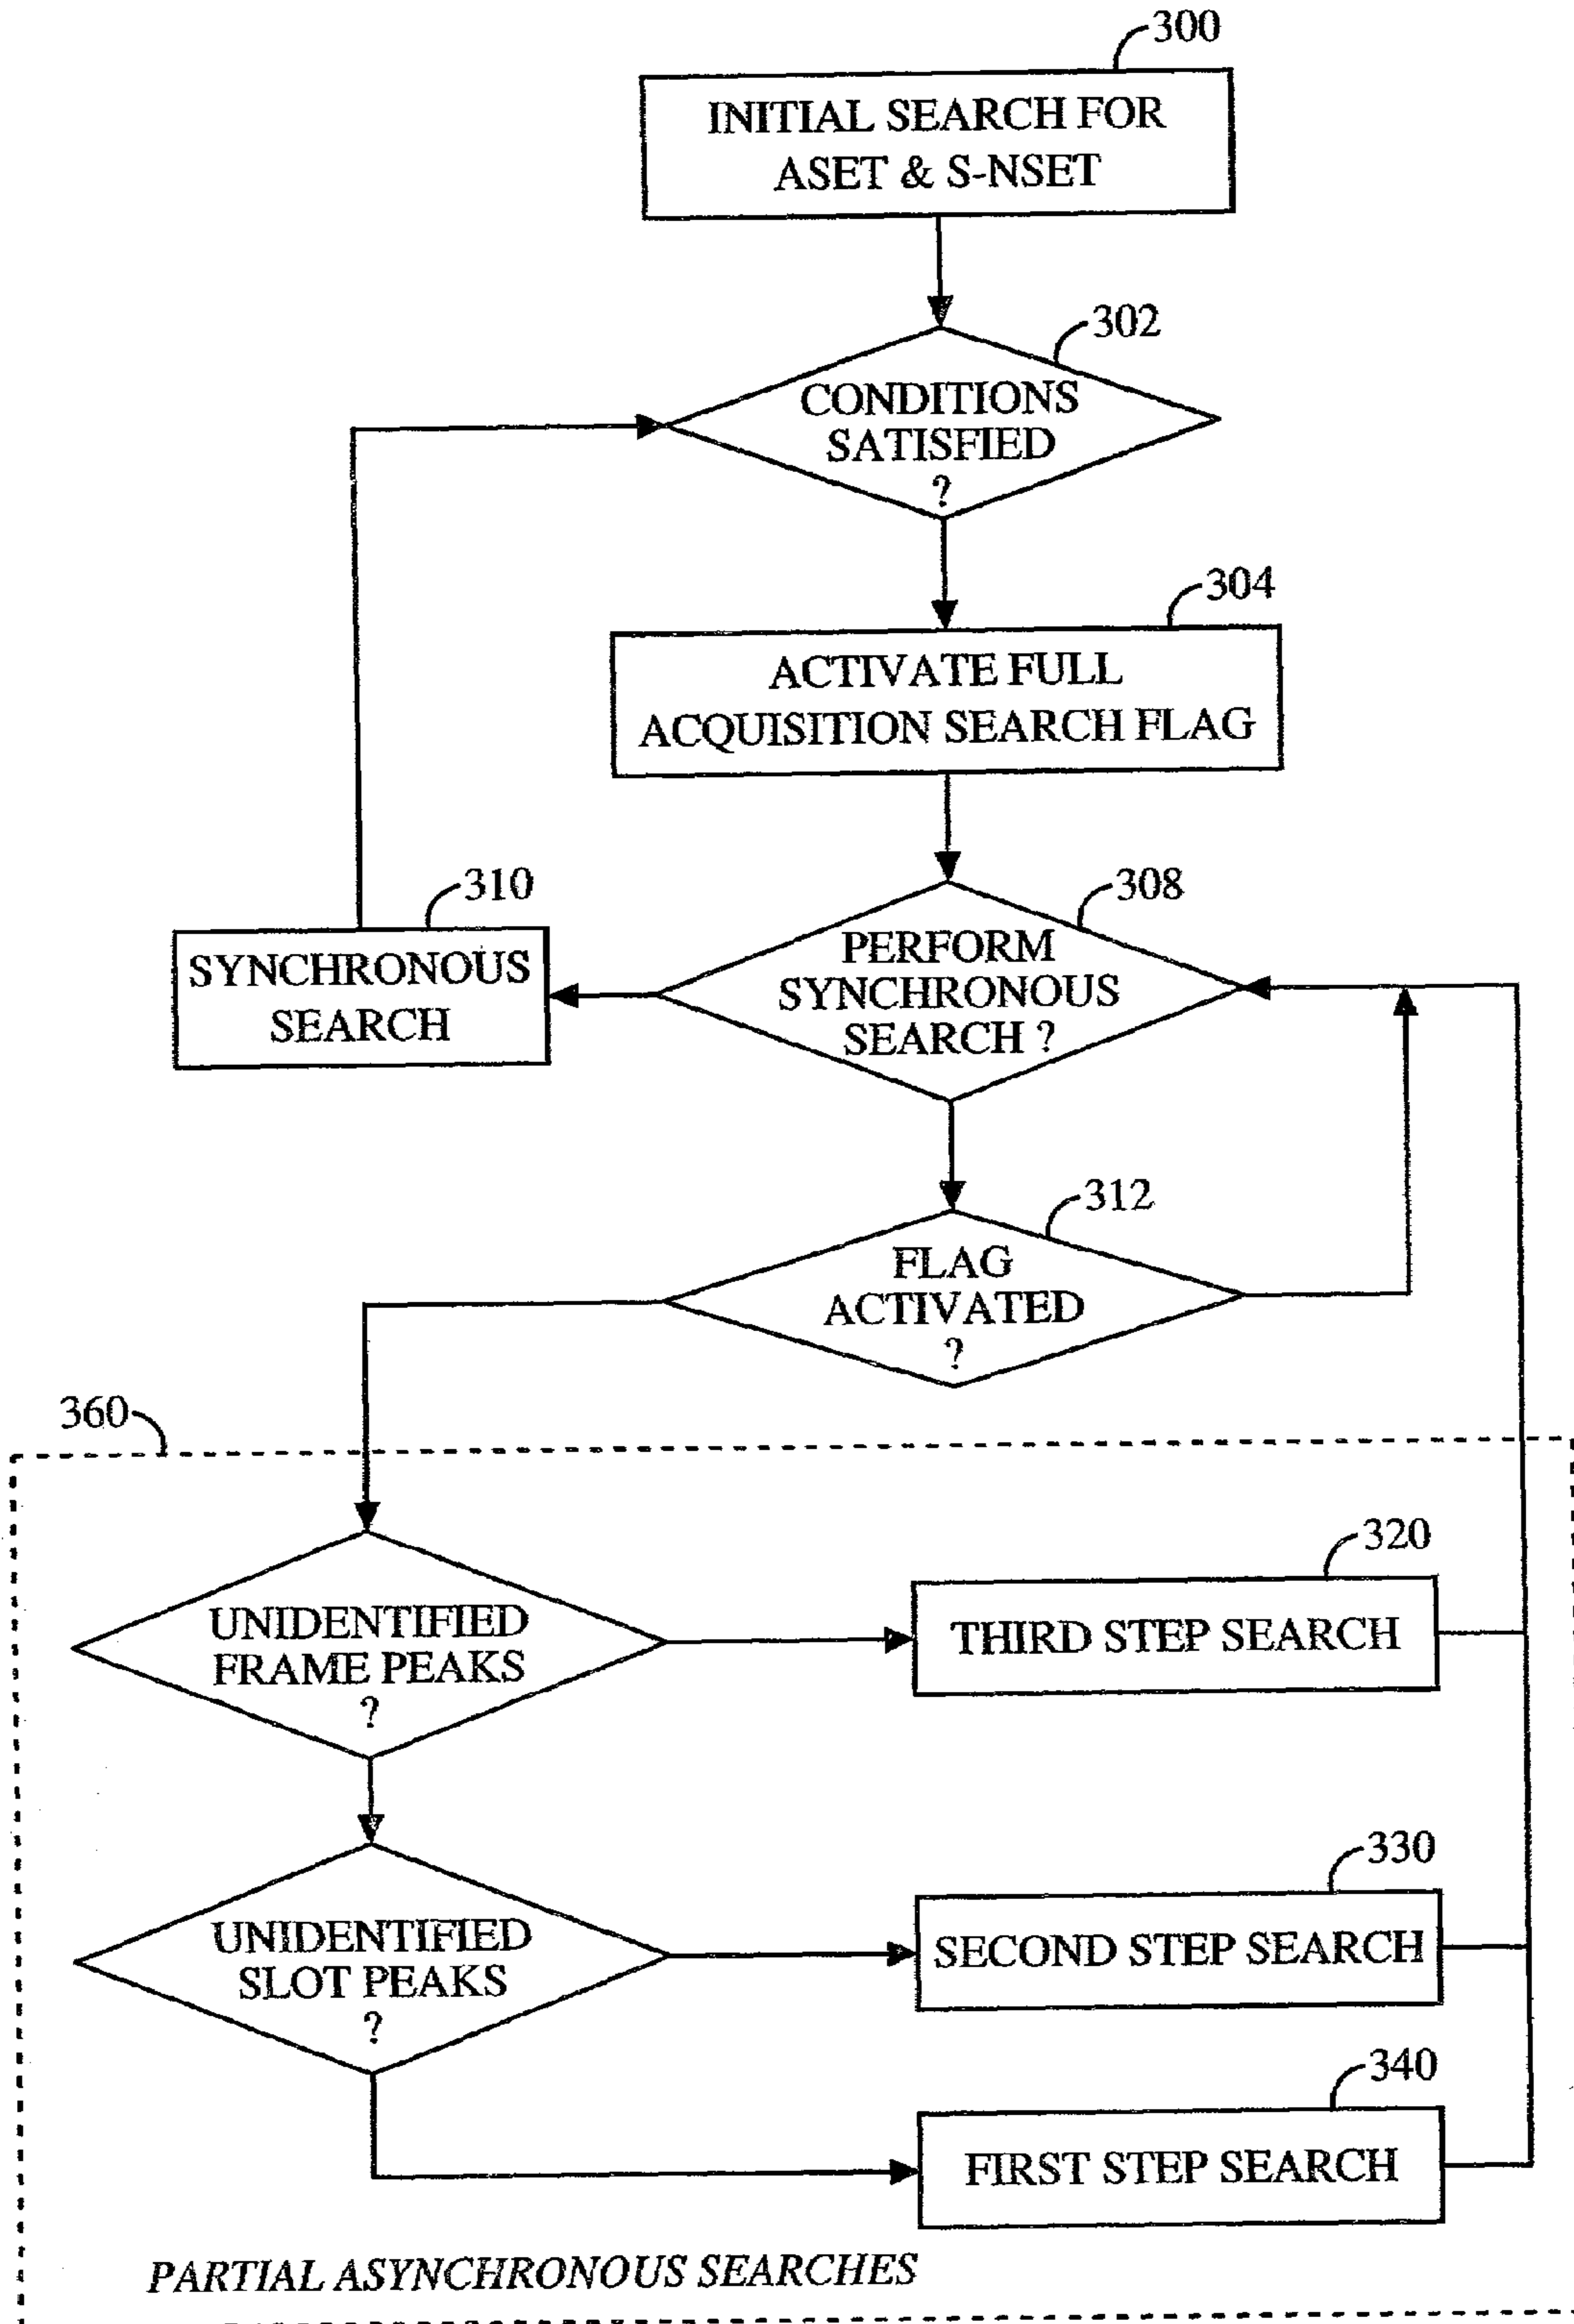 300
INITIAL SEARCH FOR
ASET & S-NSET
302
CONDITIONS
SATISFIED
?
304
ACTIVATE FULL
ACQUISITION SEARCH FLAG
310
SYNCHRONOUS
SEARCH
308
PERFORM
SYNCHRONOUS
SEARCH ?
312
FLAG
ACTIVATED
?
360
UNIDENTIFIED
FRAME PEAKS
?
320
THIRD STEP SEARCH
UNIDENTIFIED
SLOT PEAKS
?
330
SECOND STEP SEARCH
340
FIRST STEP SEARCH
PARTIAL ASYNCHRONOUS SEARCHES